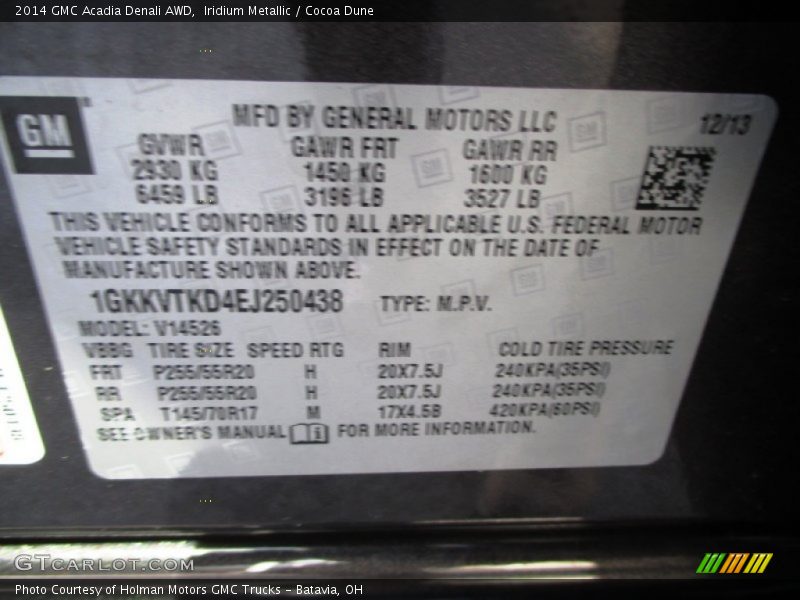 2014 GMC Acadia Denali AWD, Iridium Metallic / Cocoa Dune
GM
MFD BY GENERAL MOTORS LLC 12/13
GVWR GAWR FRT GAWR RR
2930 KG 1450 KG 1600 KG
6459 LB 3196 LB 3527 LB
THIS VEHICLE CONFORMS TO ALL APPLICABLE U.S. FEDERAL MOTOR
VEHICLE SAFETY STANDARDS IN EFFECT ON THE DATE OF
MANUFACTURE SHOWN ABOVE.
1GKKVTKD4EJ250438 TYPE: M.P.V.
MODEL: V14526
VBBG TIRE SIZE SPEED RTG RIM COLD TIRE PRESSURE
FRT P255/55R20 H 20X7.5J 240KPA(35PSI)
RR P255/55R20 H 20X7.5J 240KPA(35PSI)
SPA T145/70R17 M 17X4.5B 420KPA(60PSI)
SEE OWNER'S MANUAL FOR MORE INFORMATION.
GTCarLot.com
Photo Courtesy of Holman Motors GMC Trucks - Batavia, OH